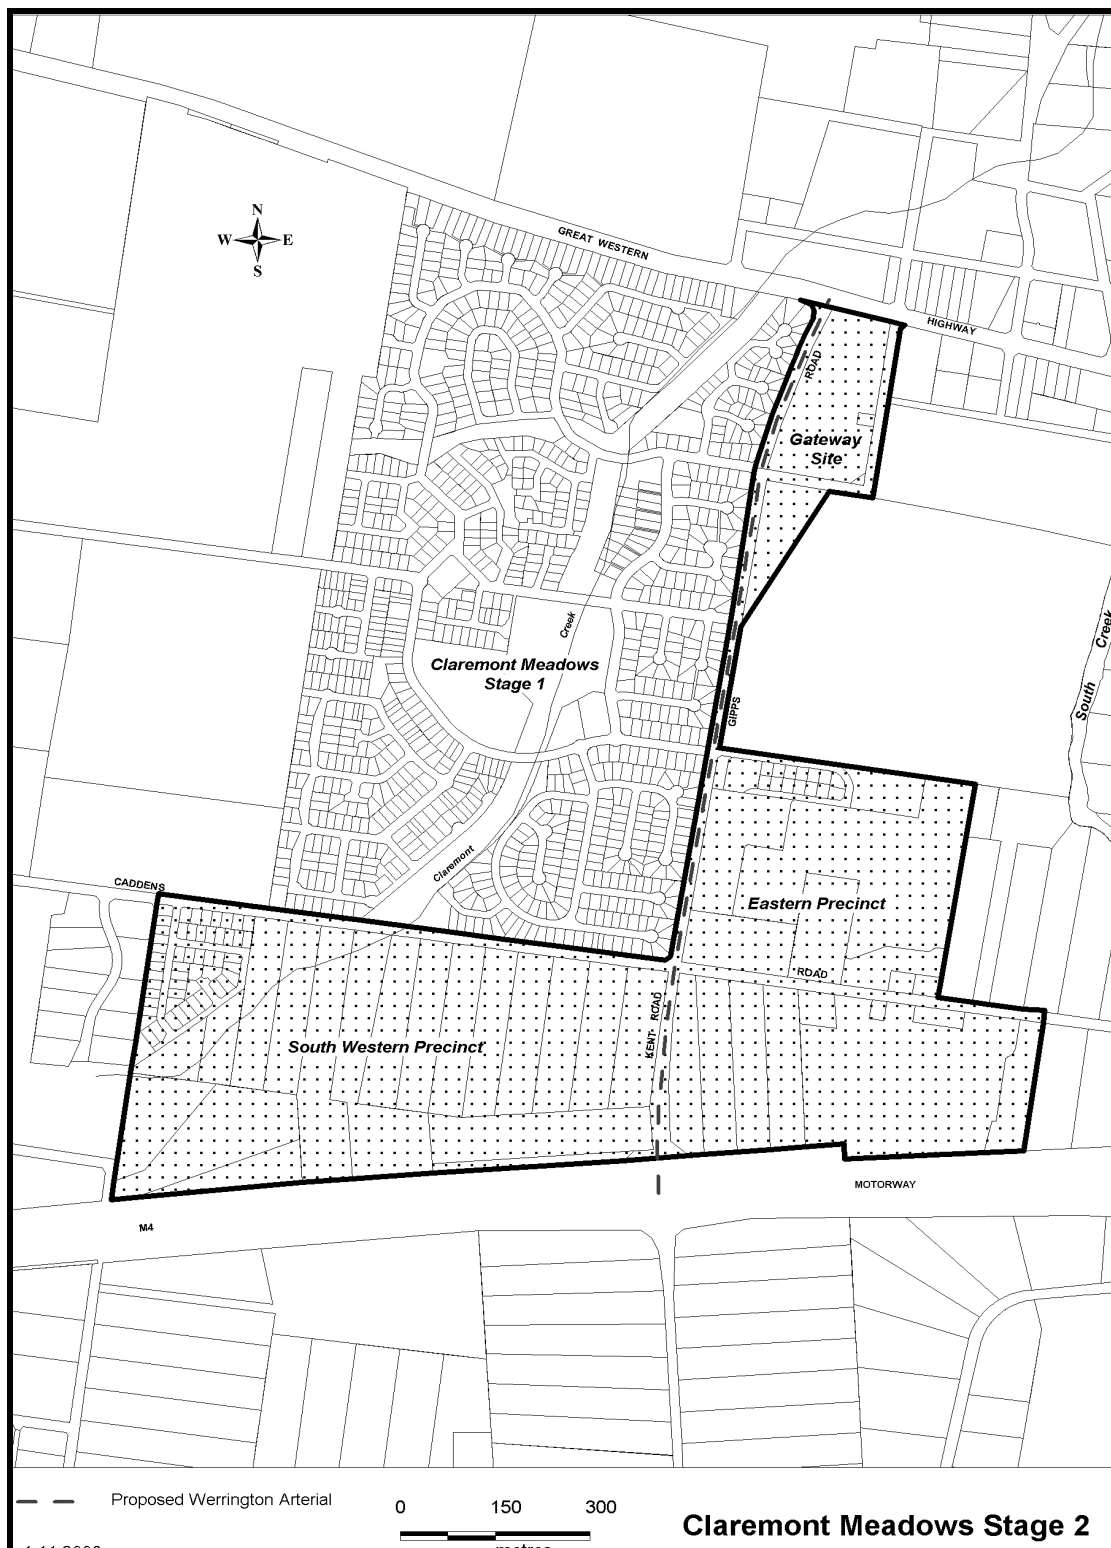 N
W E
S
GREAT WESTERN
HIGHWAY
ROAD
Gateway
Site
Creek
South Creek
Claremont Meadows
Stage 1
GIPPS
Claremont
CADDENS
Eastern Precinct
ROAD
KENT ROAD
South Western Precinct
MOTORWAY
M4
Proposed Werrington Arterial
0 150 300
metres
Claremont Meadows Stage 2